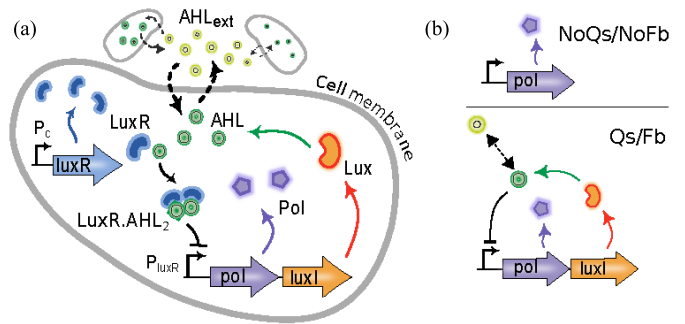 (a)
AHLext
Cell membrane
Pc
luxR
LuxR
AHL
Lux
LuxR.AHL2
Pol
PluxR
pol
luxI
(b)
NoQs/NoFb
pol
Qs/Fb
pol
luxI